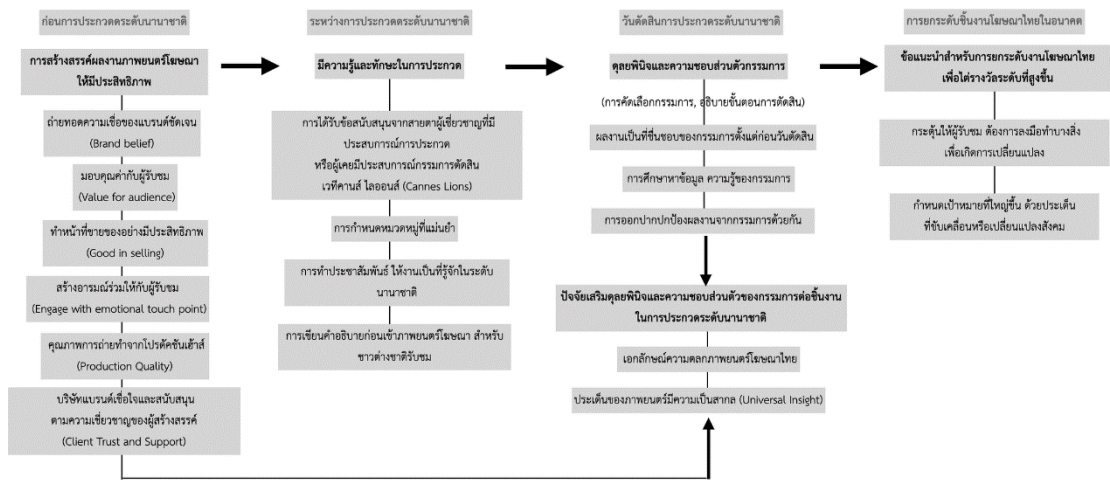 ก่อนการประกวดระดับนานาชาติ
การสร้างสรรค์ผลงานภาพยนตร์โฆษณา
ให้มีประสิทธิภาพ
ถ่ายทอดความเชื่อของแบรนด์ชัดเจน
(Brand belief)
มอบคุณค่ากับผู้รับชม
(Value for audience)
ทำหน้าที่ขายของอย่างมีประสิทธิภาพ
(Good in selling)
สร้างอารมณ์ร่วมให้กับผู้รับชม
(Engage with emotional touch point)
คุณภาพการถ่ายทำจากโปรดัคชันเฮ้าส์
(Production Quality)
บริษัทแบรนด์เชื่อใจและสนับสนุน
ตามความเชี่ยวชาญของผู้สร้างสรรค์
(Client Trust and Support)
ระหว่างการประกวดระดับนานาชาติ
มีความรู้และทักษะในการประกวด
การได้รับข้อสนับสนุนจากสายตาผู้เชี่ยวชาญที่มี
ประสบการณ์การประกวด
หรือผู้เคยมีประสบการณ์กรรมการตัดสิน
เวทีคานส์ ไลออนส์ (Cannes Lions)
การกำหนดหมวดหมู่ที่แม่นยำ
การทำประชาสัมพันธ์ ให้งานเป็นที่รู้จักในระดับ
นานาชาติ
การเขียนคำอธิบายก่อนเข้าภาพยนตร์โฆษณา สำหรับ
ชาวต่างชาติรับชม
วันตัดสินการประกวดระดับนานาชาติ
ดุลยพินิจและความชอบส่วนตัวกรรมการ
(การคัดเลือกกรรมการ, อธิบายขั้นตอนการตัดสิน)
ผลงานเป็นที่ชื่นชอบของกรรมการตั้งแต่ก่อนวันตัดสิน
การศึกษาหาข้อมูล ความรู้ของกรรมการ
การออกปากปกป้องผลงานจากกรรมการด้วยกัน
ปัจจัยเสริมดุลยพินิจและความชอบส่วนตัวของกรรมการต่อชิ้นงาน
ในการประกวดระดับนานาชาติ
เอกลักษณ์ความตลกภาพยนตร์โฆษณาไทย
ประเด็นของภาพยนตร์มีความเป็นสากล (Universal Insight)
การยกระดับชิ้นงานโฆษณาไทยในอนาคต
ข้อแนะนำสำหรับการยกระดับงานโฆษณาไทย
เพื่อไต่รางวัลระดับที่สูงขึ้น
กระตุ้นให้ผู้รับชม ต้องการลงมือทำบางสิ่ง
เพื่อเกิดการเปลี่ยนแปลง
กำหนดเป้าหมายที่ใหญ่ขึ้น ด้วยประเด็น
ที่ขับเคลื่อนหรือเปลี่ยนแปลงสังคม